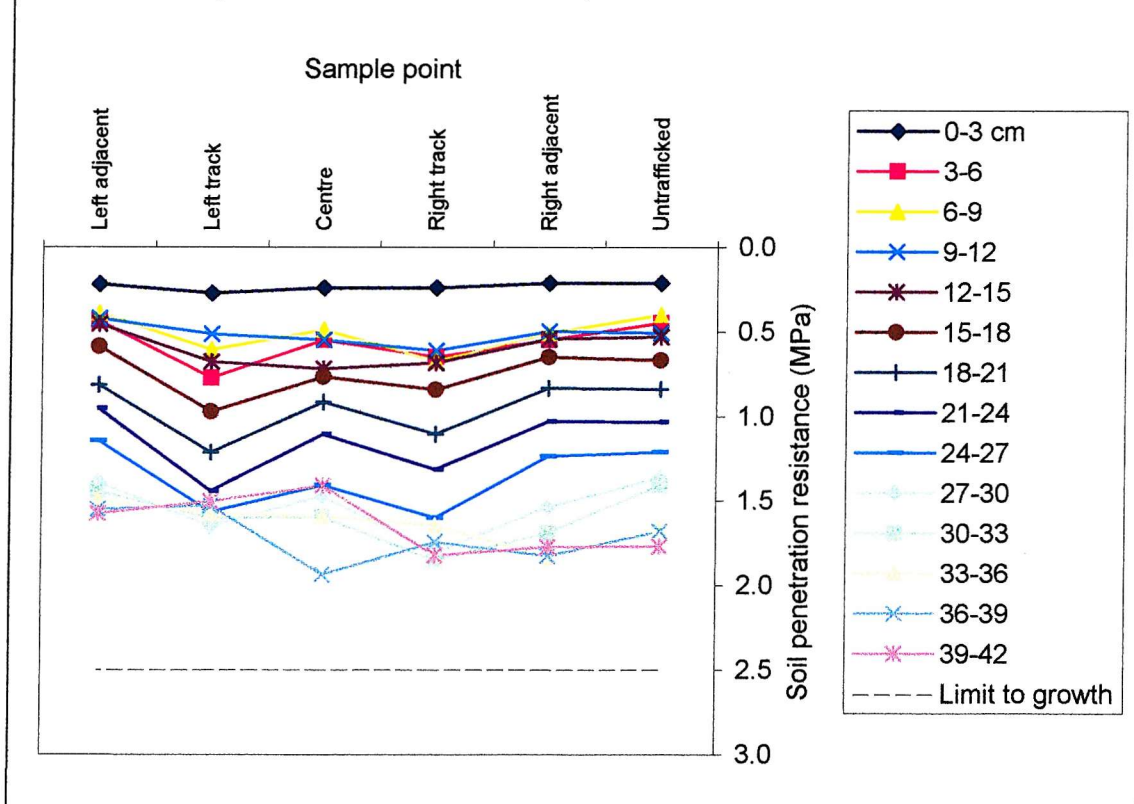 Sample point
Left adjacent
Left track
Centre
Right track
Right adjacent
Untrafficked
0.0
0.5
1.0
1.5
2.0
2.5
3.0
Soil penetration resistance (MPa)
0-3 cm
3-6
6-9
9-12
12-15
15-18
18-21
21-24
24-27
27-30
30-33
33-36
36-39
39-42
Limit to growth